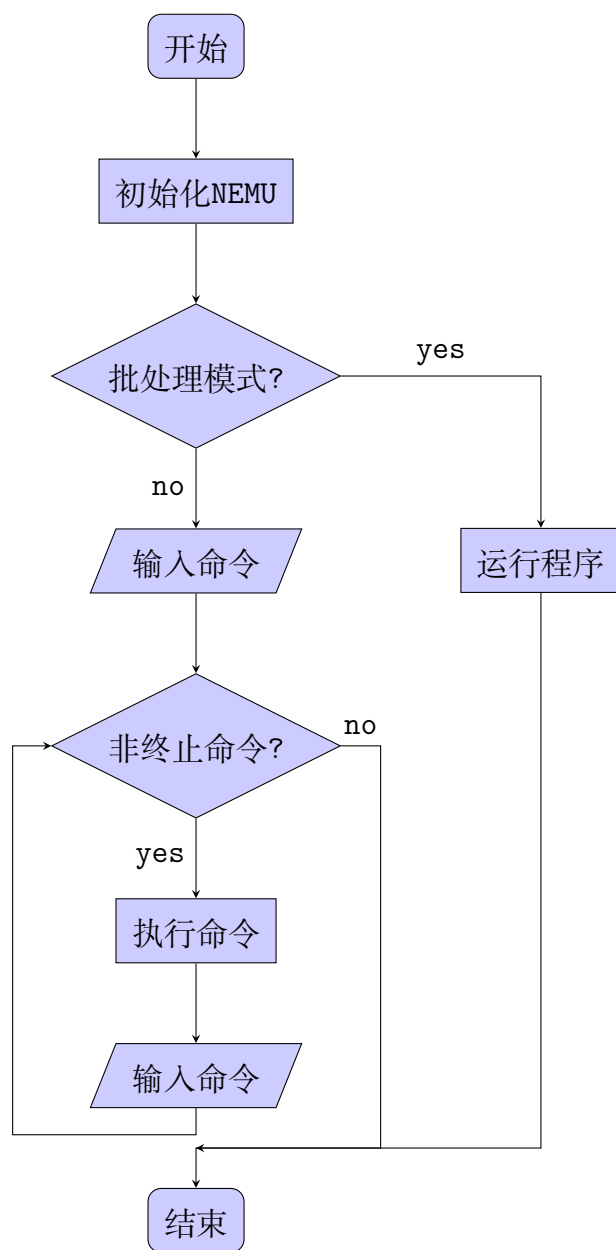 开始
初始化NEMU
批处理模式?
yes
no
输入命令
运行程序
非终止命令?
no
yes
执行命令
输入命令
结束